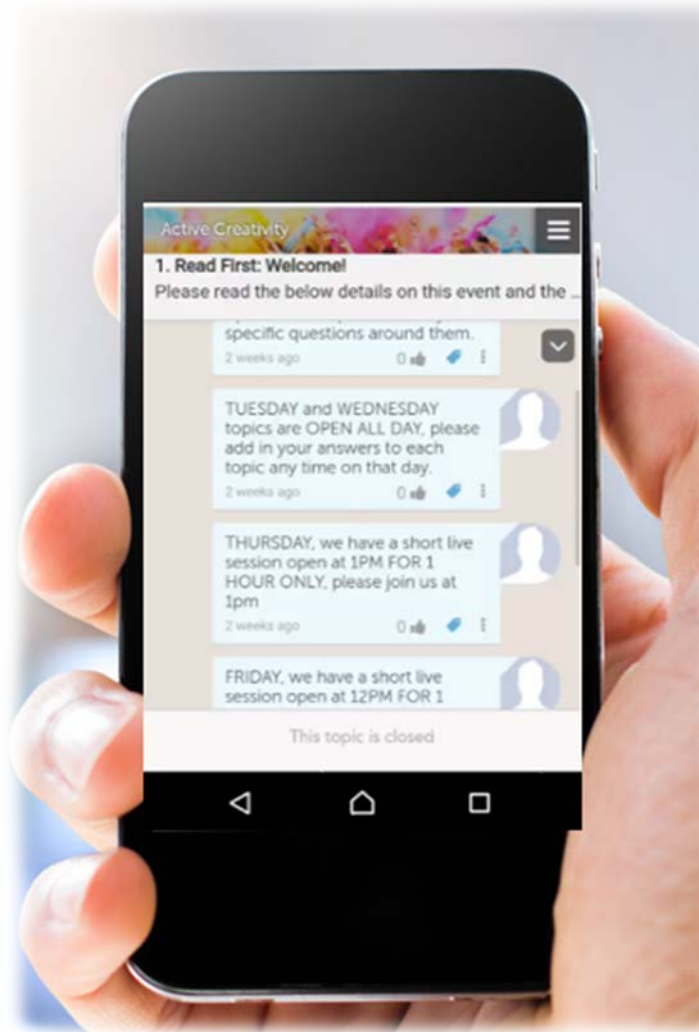 Active Creativity
1. Read First: Welcome!
Please read the below details on this event and the ...
specific questions around them.
2 weeks ago 0
TUESDAY and WEDNESDAY
topics are OPEN ALL DAY, please
add in your answers to each
topic any time on that day.
2 weeks ago 0
THURSDAY, we have a short live
session open at 1PM FOR 1
HOUR ONLY, please join us at
1pm
2 weeks ago 0
FRIDAY, we have a short live
session open at 12PM FOR 1
This topic is closed